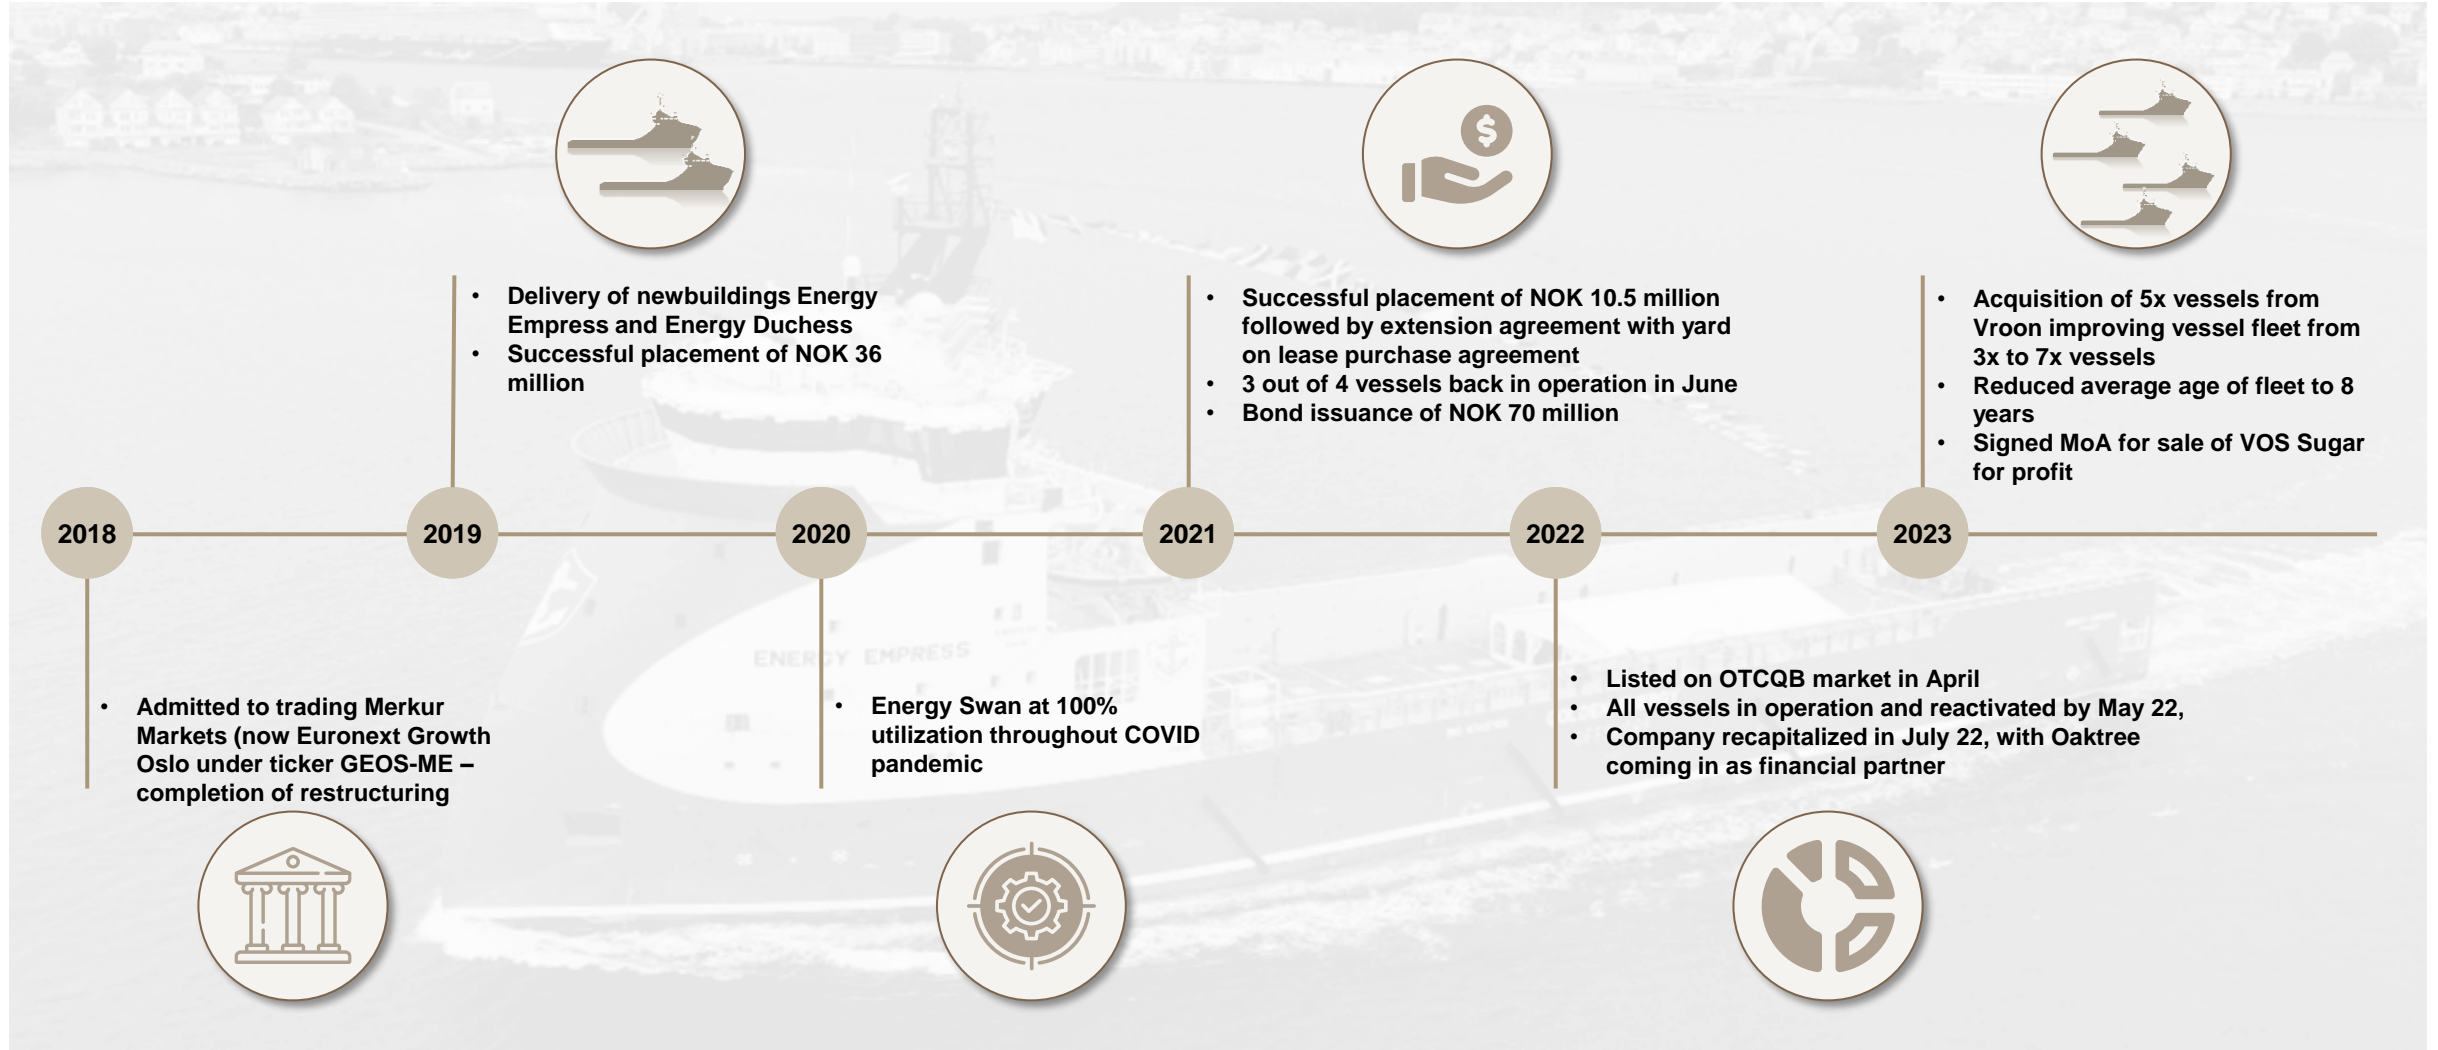 2018
• Admitted to trading Merkur
Markets (now Euronext Growth
Oslo under ticker GEOS-ME –
completion of restructuring
2019
• Delivery of newbuildings Energy
Empress and Energy Duchess
• Successful placement of NOK 36
million
2020
• Energy Swan at 100%
utilization throughout COVID
pandemic
2021
• Successful placement of NOK 10.5 million
followed by extension agreement with yard
on lease purchase agreement
• 3 out of 4 vessels back in operation in June
• Bond issuance of NOK 70 million
2022
• Listed on OTCQB market in April
• All vessels in operation and reactivated by May 22,
• Company recapitalized in July 22, with Oaktree
coming in as financial partner
2023
• Acquisition of 5x vessels from
Vroon improving vessel fleet from
3x to 7x vessels
• Reduced average age of fleet to 8
years
• Signed MoA for sale of VOS Sugar
for profit
ENERGY EMPRESS
$